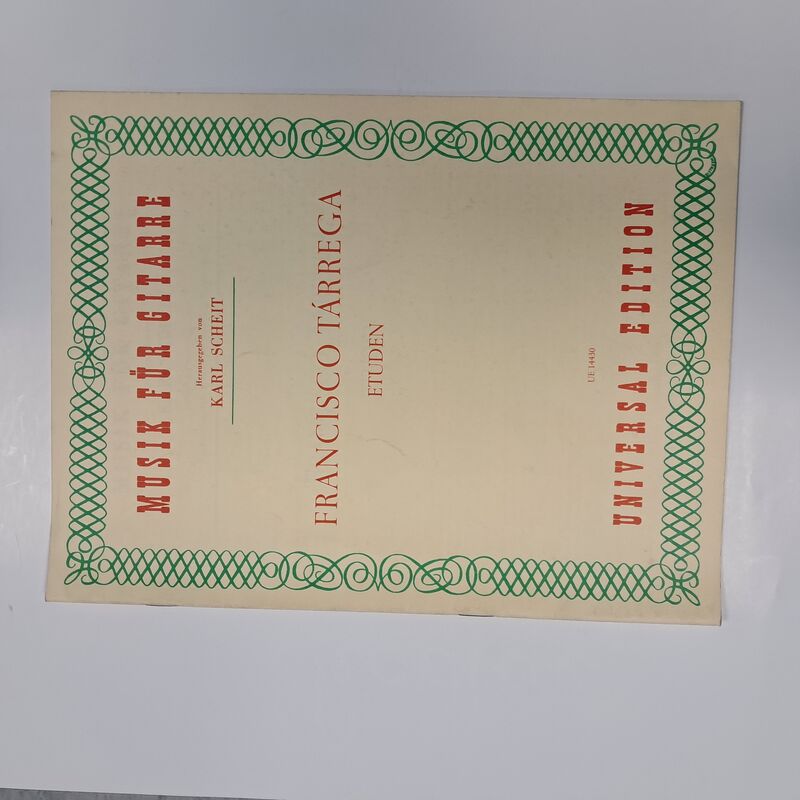 MUSIK FÜR GITARRE
Herausgegeben von
KARL SCHEIT
FRANCISCO TÁRREGA
ETUDEN
UE 14430
UNIVERSAL EDITION